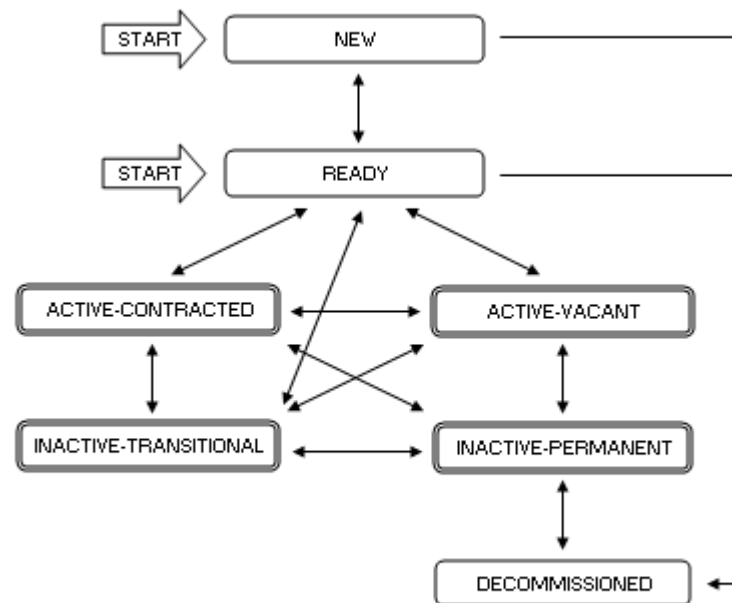 START
NEW
START
READY
ACTIVE-CONTRACTED
ACTIVE-VACANT
INACTIVE-TRANSITIONAL
INACTIVE-PERMANENT
DECOMMISSIONED